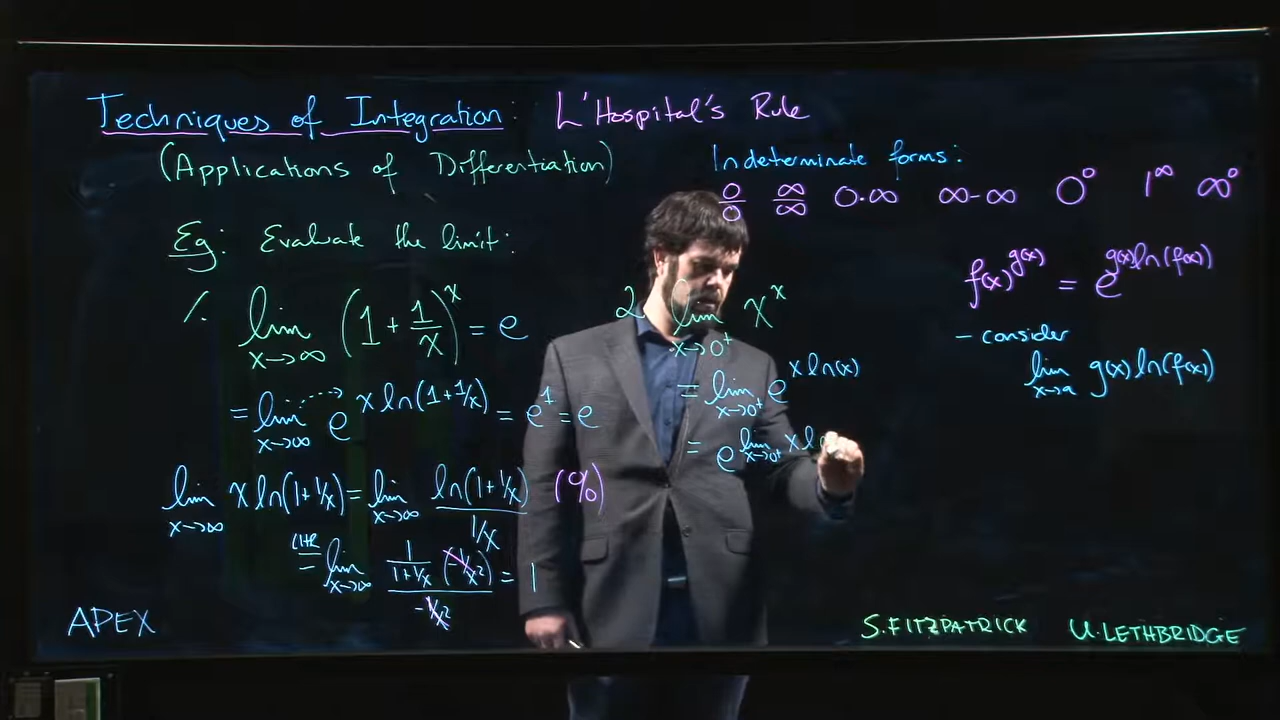 Techniques of Integration: L'Hospital's Rule
(Applications of Differentiation)
Indeterminate forms:
0/0 ∞/∞ 0·∞ ∞-∞ 0⁰ 1^∞ ∞⁰
Eg: Evaluate the limit:
1. lim x→∞ (1 + 1/x)^x = e
= lim x→∞ e^(x ln(1+1/x)) = e^1 = e
lim x→∞ x ln(1+1/x) = lim x→∞ ln(1+1/x) / (1/x) (0/0)
L'HR = lim x→∞ (1/(1+1/x) (-1/x²)) / (-1/x²) = 1
2. lim x→0⁺ x^x
= lim x→0⁺ e^(x ln(x))
= e^(lim x→0⁺ x l
f(x)^g(x) = e^(g(x)ln(f(x)))
- consider
lim x→a g(x)ln(f(x))
APEX
S.FITZPATRICK U.LETHBRIDGE